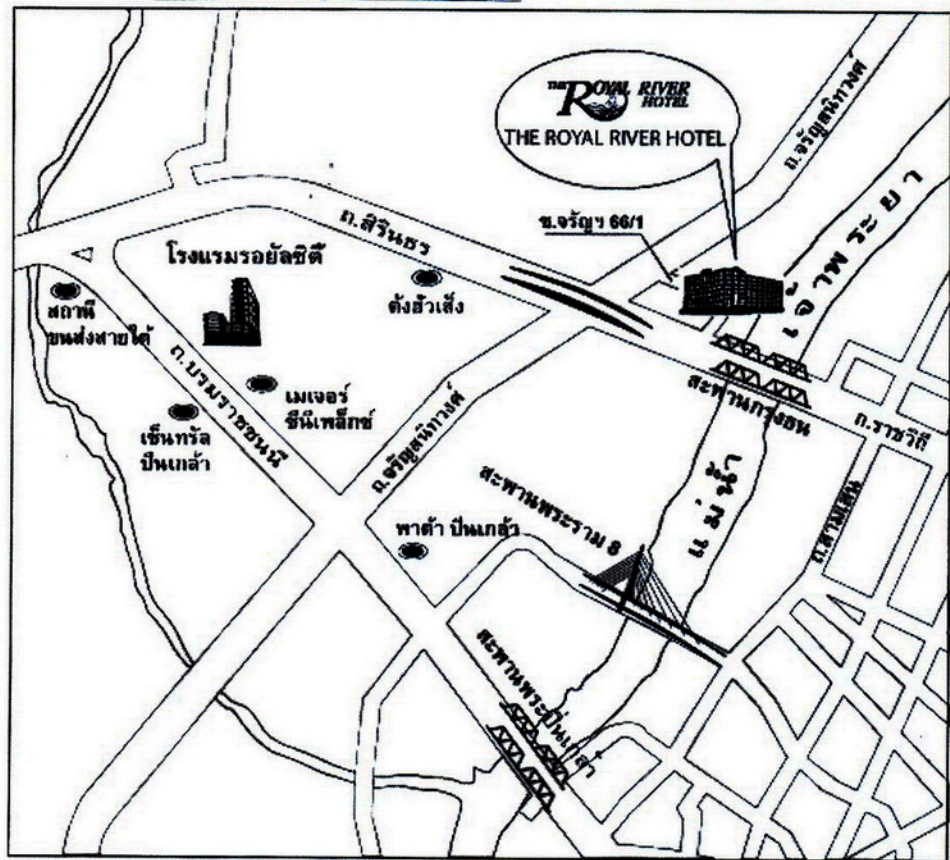 THE ROYAL RIVER
HOTEL
THE ROYAL RIVER HOTEL
ถ.จรัญสนิทวงศ์
แม่น้ำ เจ้าพระยา
ซ.จรัญฯ 66/1
ถ.สิรินธร
โรงแรมรอยัลซิตี้
ตั้งฮั่วเส็ง
สถานี
ขนส่งสายใต้
ถ.บรมราชชนนี
เมเจอร์
ซีนีเพล็กซ์
เซ็นทรัล
ปิ่นเกล้า
ถ.จรัญสนิทวงศ์
สะพานกรุงธน
ถ.ราชวิถี
ถ.สามเสน
สะพานพระราม 8
พาต้า ปิ่นเกล้า
สะพานพระปิ่นเกล้า